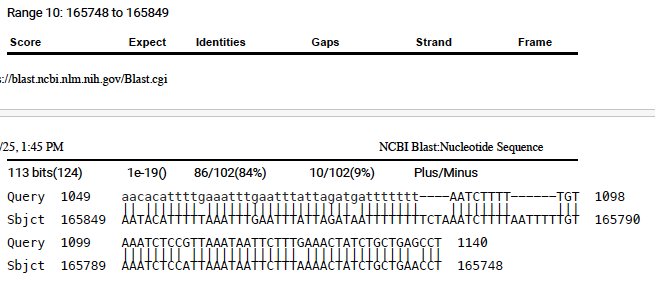 Range 10: 165748 to 165849
Score Expect Identities Gaps Strand Frame
s://blast.ncbi.nlm.nih.gov/Blast.cgi
/25, 1:45 PM NCBI Blast:Nucleotide Sequence
113 bits(124) 1e-19() 86/102(84%) 10/102(9%) Plus/Minus
Query 1049 aacacattttgaaatttgaatttattagatgattttttt----AATCTTTT------TGT 1098
Sbjct 165849 AATACATTTTTAAATTTGAATTTATTAGATAATTTTTTTTCTAAATCTTTTAATTTTTGT 165790
Query 1099 AAATCTCCGTTAAATAATTCTTTGAAACTATCTGCTGAGCCT 1140
Sbjct 165789 AAATCTCCATTAAATAATTCTTTAAAACTATCTGCTGAACCT 165748